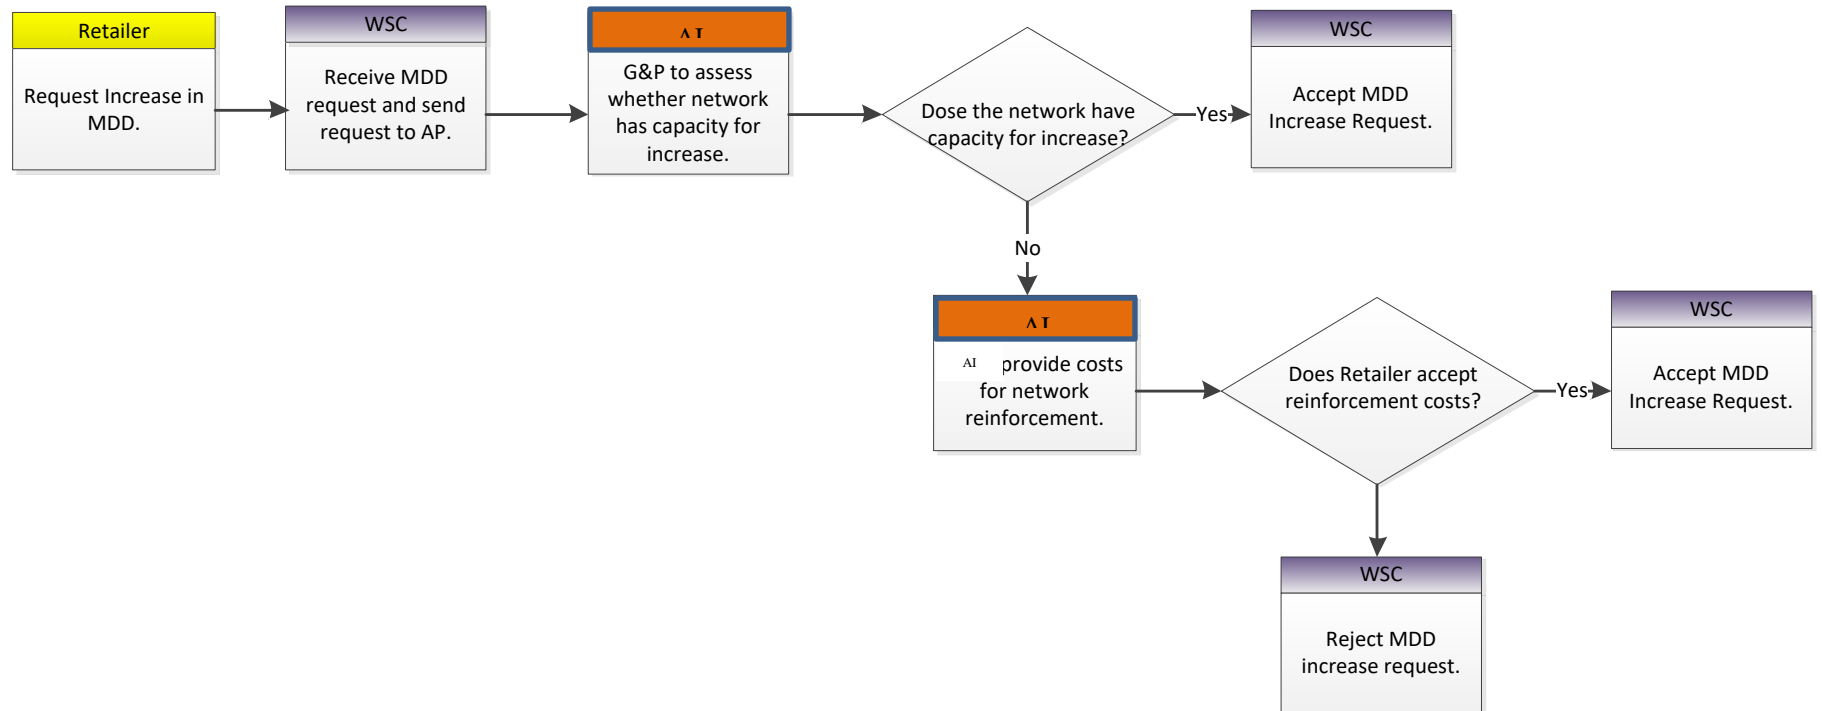 Retailer
Request Increase in
MDD.
WSC
Receive MDD
request and send
request to AP.
G&P to assess
whether network
has capacity for
increase.
Dose the network have
capacity for increase?
Yes
WSC
Accept MDD
Increase Request.
No
AI provide costs
for network
reinforcement.
Does Retailer accept
reinforcement costs?
Yes
WSC
Accept MDD
Increase Request.
WSC
Reject MDD
increase request.